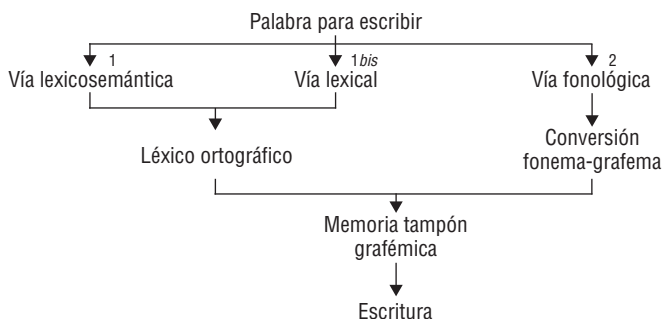 Palabra para escribir
1
1bis
2
Vía lexicosemántica
Vía lexical
Vía fonológica
Léxico ortográfico
Conversión
fonema-grafema
Memoria tampón
grafémica
Escritura